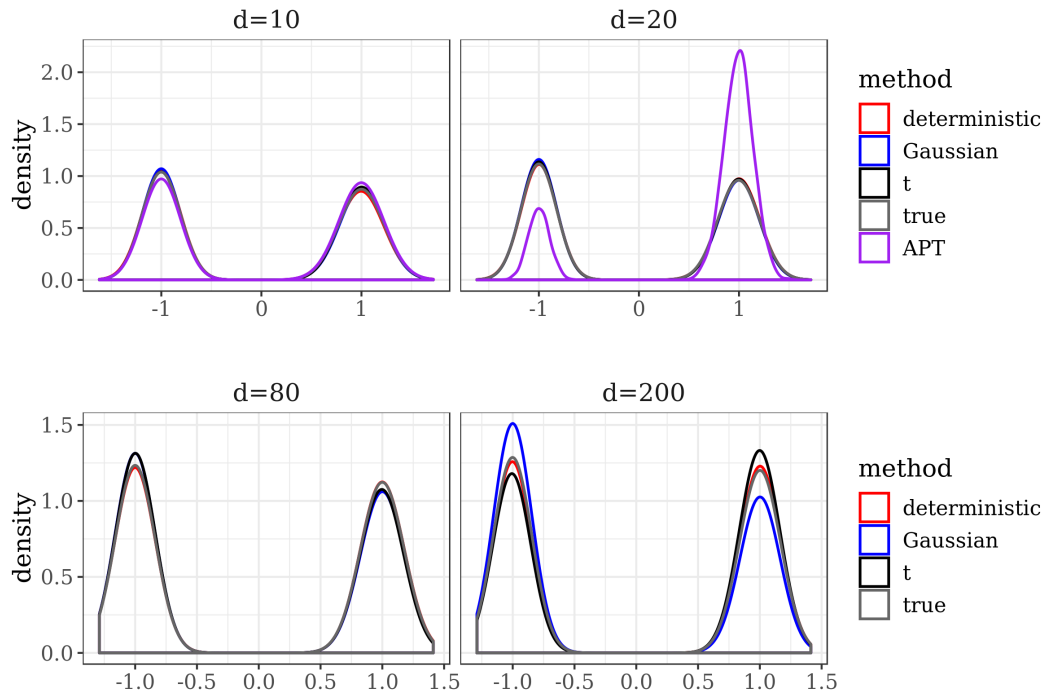 d=10
d=20
density
2.0
1.5
1.0
0.5
0.0
-1
0
1
-1
0
1
method
deterministic
Gaussian
t
true
APT
d=80
d=200
density
1.5
1.0
0.5
0.0
-1.0
-0.5
0.0
0.5
1.0
1.5
-1.0
-0.5
0.0
0.5
1.0
1.5
method
deterministic
Gaussian
t
true